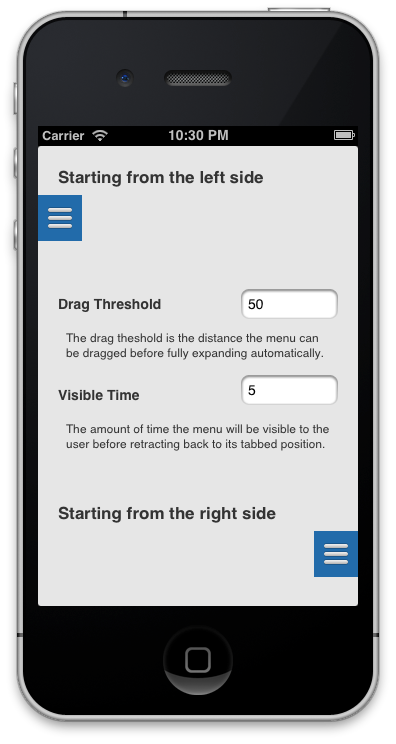 Carrier 10:30 PM
Starting from the left side
Drag Threshold 50
The drag theshold is the distance the menu can
be dragged before fully expanding automatically.
Visible Time 5
The amount of time the menu will be visible to the
user before retracting back to its tabbed position.
Starting from the right side